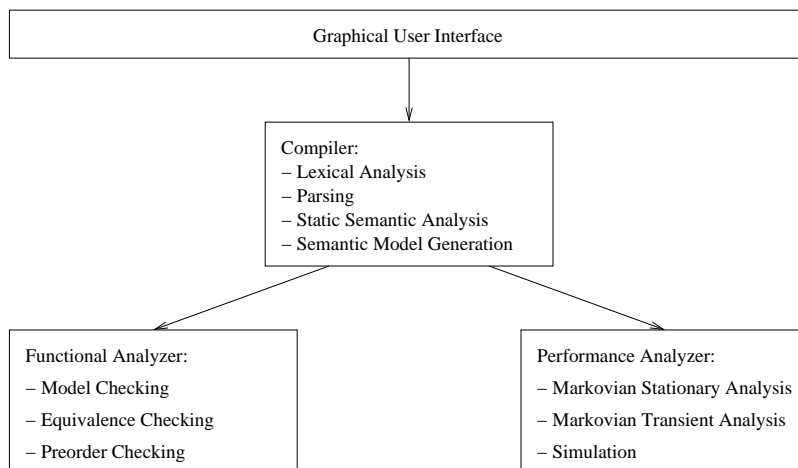 Graphical User Interface
Compiler:
– Lexical Analysis
– Parsing
– Static Semantic Analysis
– Semantic Model Generation
Functional Analyzer:
– Model Checking
– Equivalence Checking
– Preorder Checking
Performance Analyzer:
– Markovian Stationary Analysis
– Markovian Transient Analysis
– Simulation